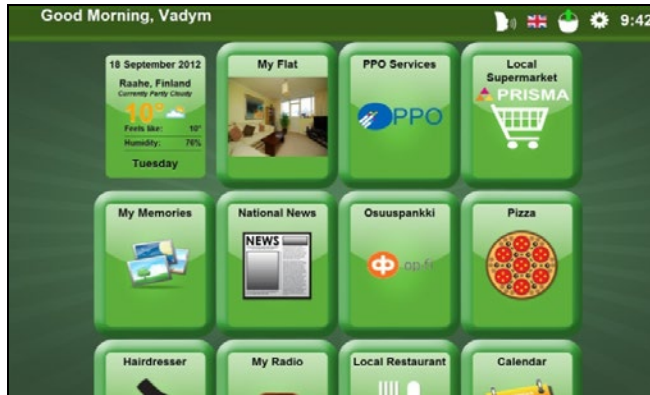 Good Morning, Vadym
9:42
18 September 2012
Raahe, Finland
Currently Partly Cloudy
10°
Feels like: 10°
Humidity: 76%
Tuesday
My Flat
PPO Services
PPO
Local
Supermarket
PRISMA
My Memories
National News
NEWS
Osuuspankki
op.fi
Pizza
Hairdresser
My Radio
Local Restaurant
Calendar